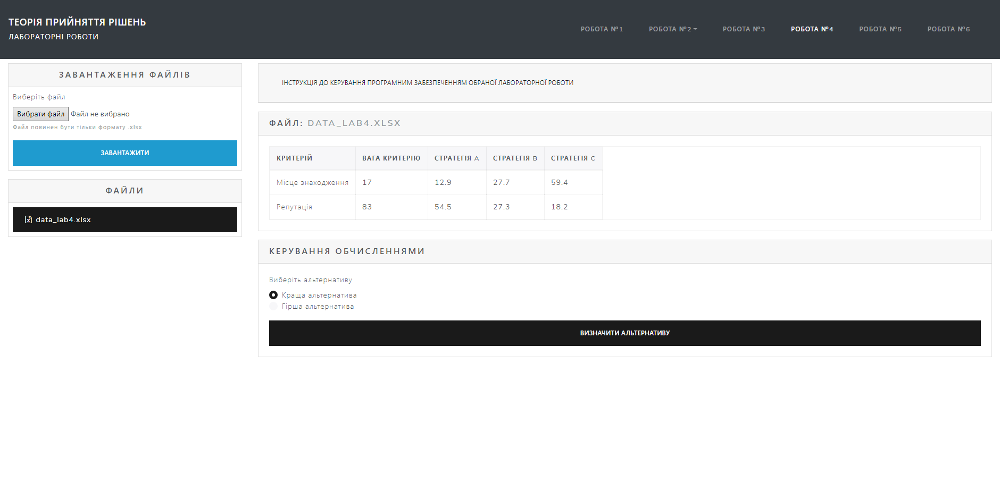 ТЕОРІЯ ПРИЙНЯТТЯ РІШЕНЬ
ЛАБОРАТОРНІ РОБОТИ
РОБОТА №1 РОБОТА №2 РОБОТА №3 РОБОТА №4 РОБОТА №5 РОБОТА №6
ЗАВАНТАЖЕННЯ ФАЙЛІВ
Виберіть файл
Вибрати файл Файл не вибрано
Файл повинен бути тільки формату .xlsx
ЗАВАНТАЖИТИ
ФАЙЛИ
data_lab4.xlsx
ІНСТРУКЦІЯ ДО КЕРУВАННЯ ПРОГРАМНИМ ЗАБЕЗПЕЧЕННЯМ ОБРАНОЇ ЛАБОРАТОРНОЇ РОБОТИ
ФАЙЛ: DATA_LAB4.XLSX
КРИТЕРІЙ ВАГА КРИТЕРІЮ СТРАТЕГІЯ A СТРАТЕГІЯ B СТРАТЕГІЯ C
Місце знаходження 17 12.9 27.7 59.4
Репутація 83 54.5 27.3 18.2
КЕРУВАННЯ ОБЧИСЛЕННЯМИ
Виберіть альтернативу
Краща альтернатива
Гірша альтернатива
ВИЗНАЧИТИ АЛЬТЕРНАТИВУ